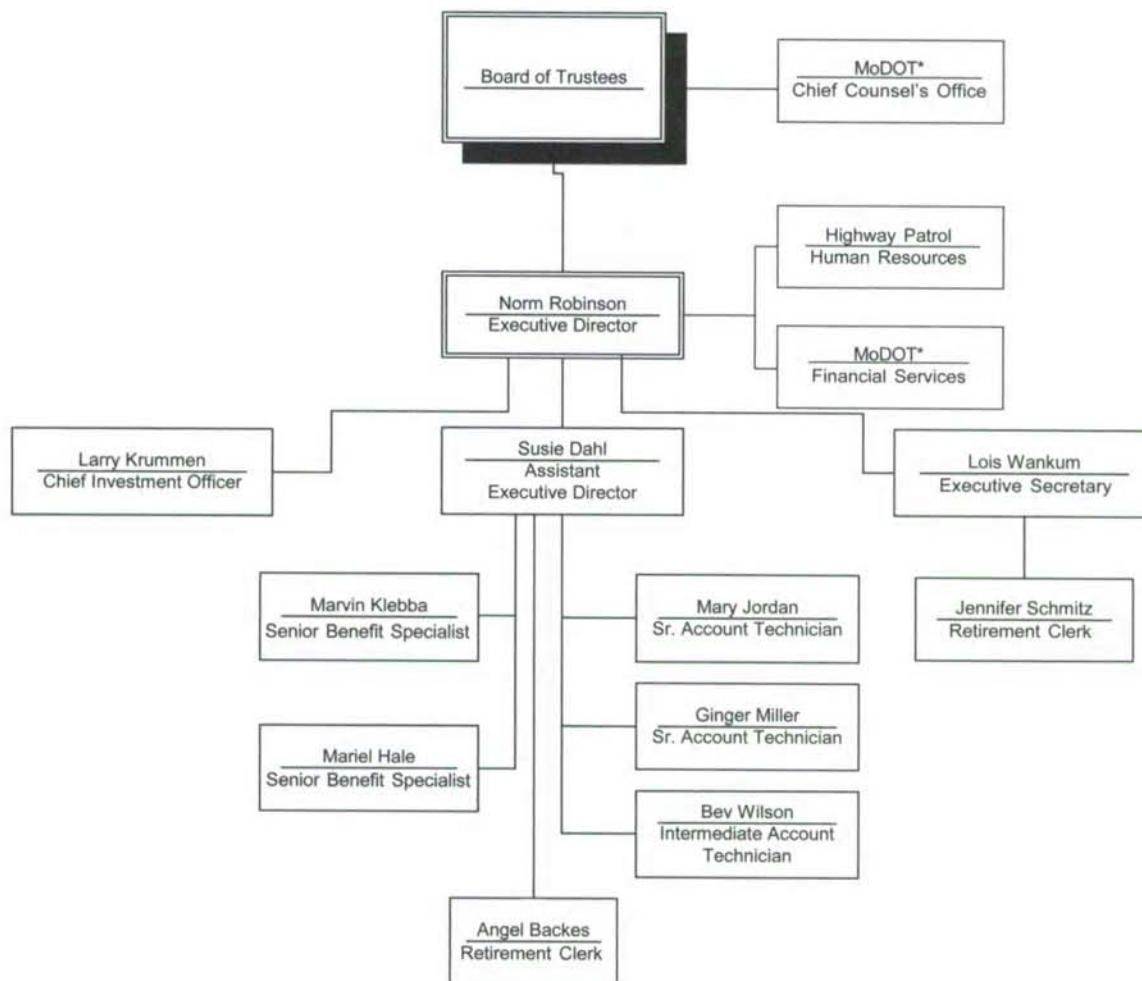 Board of Trustees
MoDOT*
Chief Counsel's Office
Highway Patrol
Human Resources
Norm Robinson
Executive Director
MoDOT*
Financial Services
Larry Krummen
Chief Investment Officer
Susie Dahl
Assistant
Executive Director
Lois Wankum
Executive Secretary
Marvin Klebba
Senior Benefit Specialist
Mary Jordan
Sr. Account Technician
Jennifer Schmitz
Retirement Clerk
Mariel Hale
Senior Benefit Specialist
Ginger Miller
Sr. Account Technician
Bev Wilson
Intermediate Account
Technician
Angel Backes
Retirement Clerk